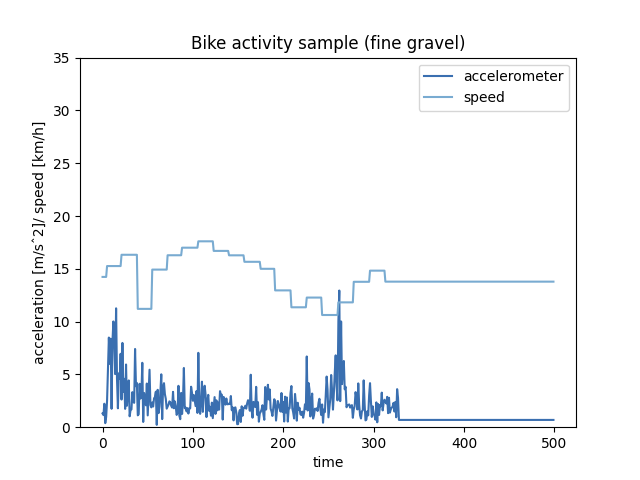 Bike activity sample (fine gravel)
accelerometer
speed
35
30
25
20
15
10
5
0
acceleration [m/s^2]/ speed [km/h]
0 100 200 300 400 500
time